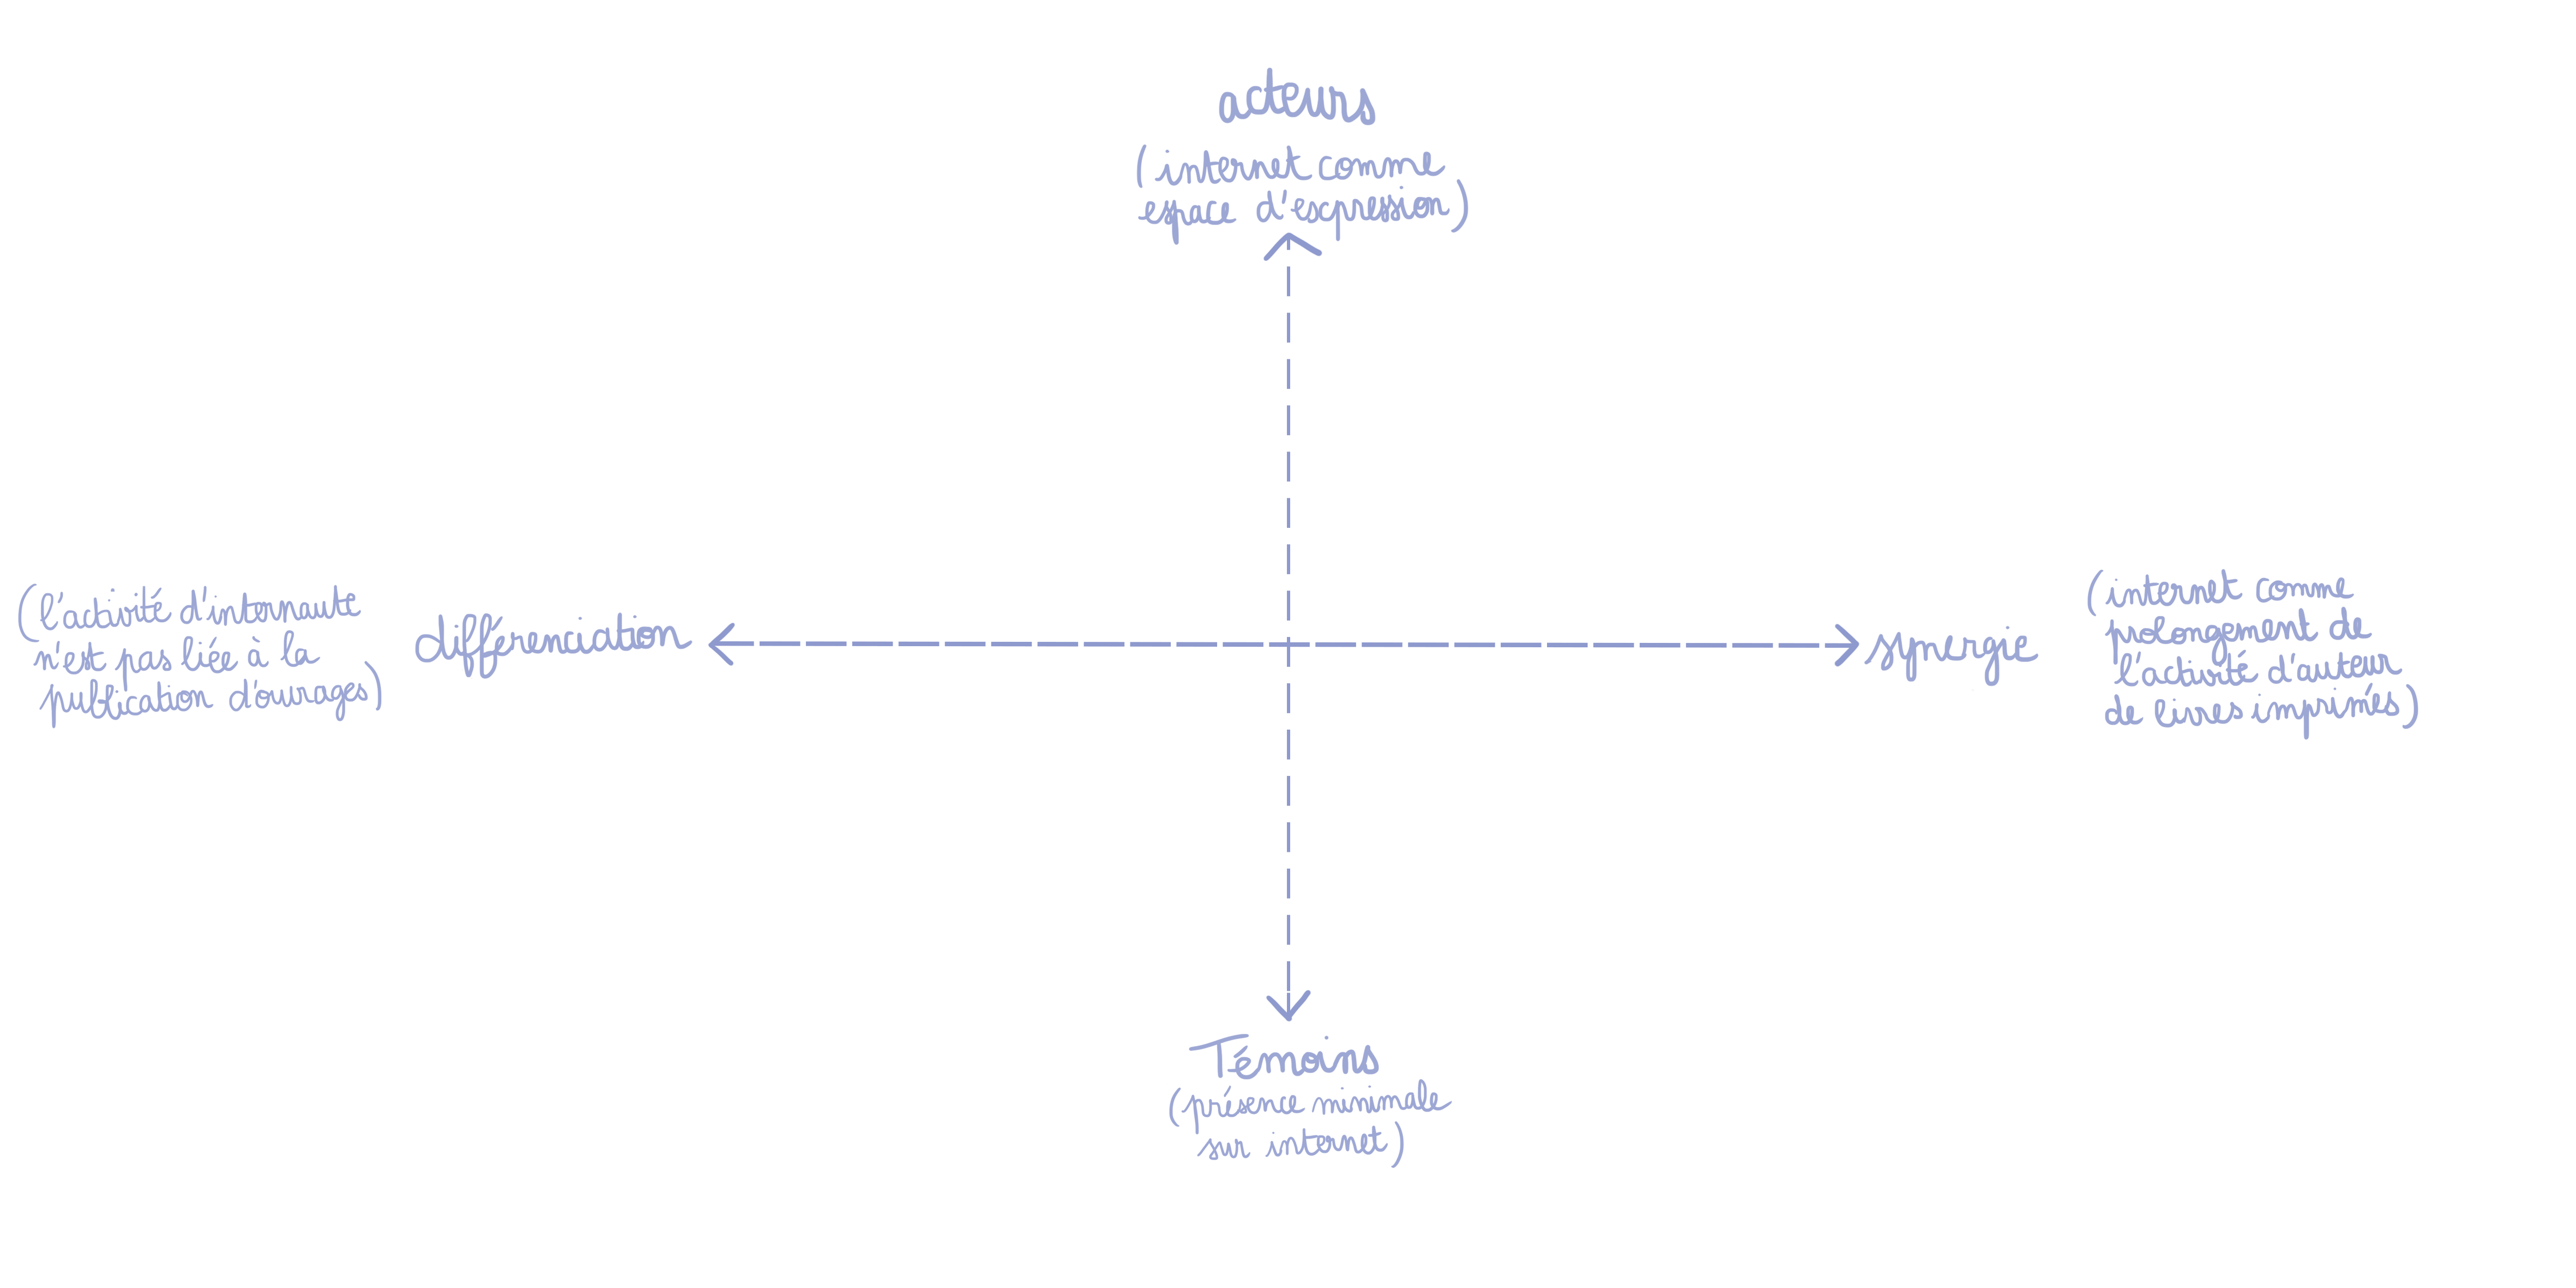 acteurs
(internet comme
espace d'expression)
(l'activité d'internaute
n'est pas liée à la
publication d'ouvrages)
différenciation
synergie
(internet comme
prolongement de
l'activité d'auteur
de livres imprimés)
Témoins
(présence minimale
sur internet)